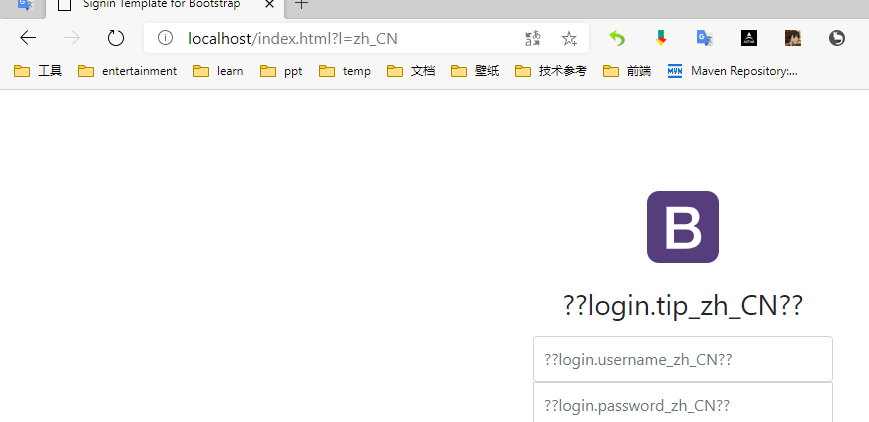 Signin Template for Bootstrap
localhost/index.html?l=zh_CN
工具 entertainment learn ppt temp 文档 壁纸 技术参考 前端 MVN Maven Repository:...
B
??login.tip_zh_CN??
??login.username_zh_CN??
??login.password_zh_CN??